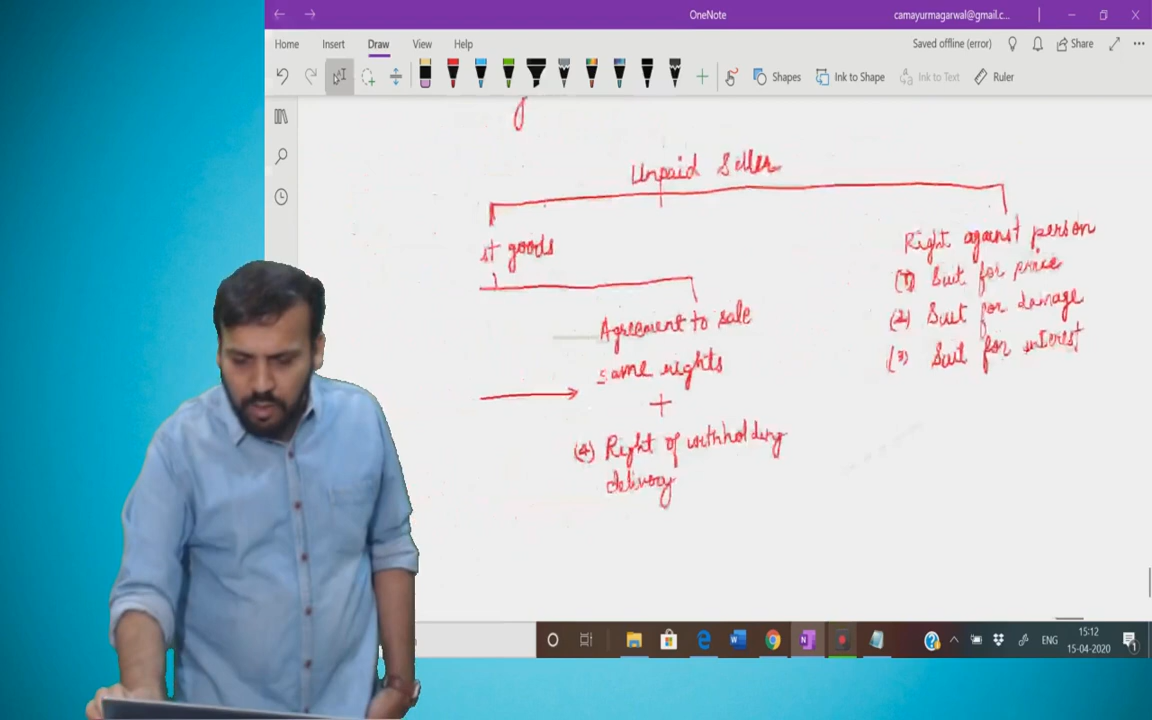 OneNote
camayurmagarwal@gmail.c...
Home Insert Draw View Help
Saved offline (error)
Share
Shapes
Ink to Shape
Ink to Text
Ruler
Unpaid Seller
st goods
Agreement to sale
same rights
+
(4) Right of withholding
delivery
Right against person
(1) Suit for price
(2) Suit for damage
(3) Suit for interest
ENG
15:12
15-04-2020